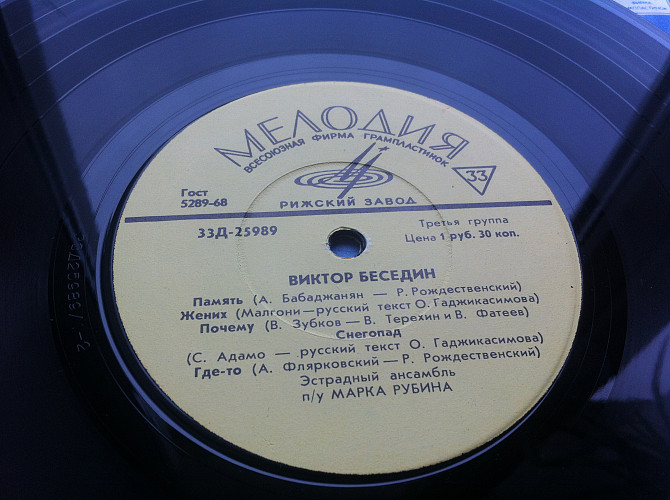 МЕЛОДИЯ
ВСЕСОЮЗНАЯ ФИРМА ГРАМПЛАСТИНОК
33
Гост
5289-68
РИЖСКИЙ ЗАВОД
33Д-25989
Третья группа
Цена 1 руб. 30 коп.
ВИКТОР БЕСЕДИН
Память (А. Бабаджанян — Р. Рождественский)
Жених (Малгони—русский текст О. Гаджикасимова)
Почему (В. Зубков—В. Терехин и В. Фатеев)
Снегопад
(С. Адамо — русский текст О. Гаджикасимова)
Где-то (А. Флярковский—Р. Рождественский)
Эстрадный ансамбль
п/у МАРКА РУБИНА